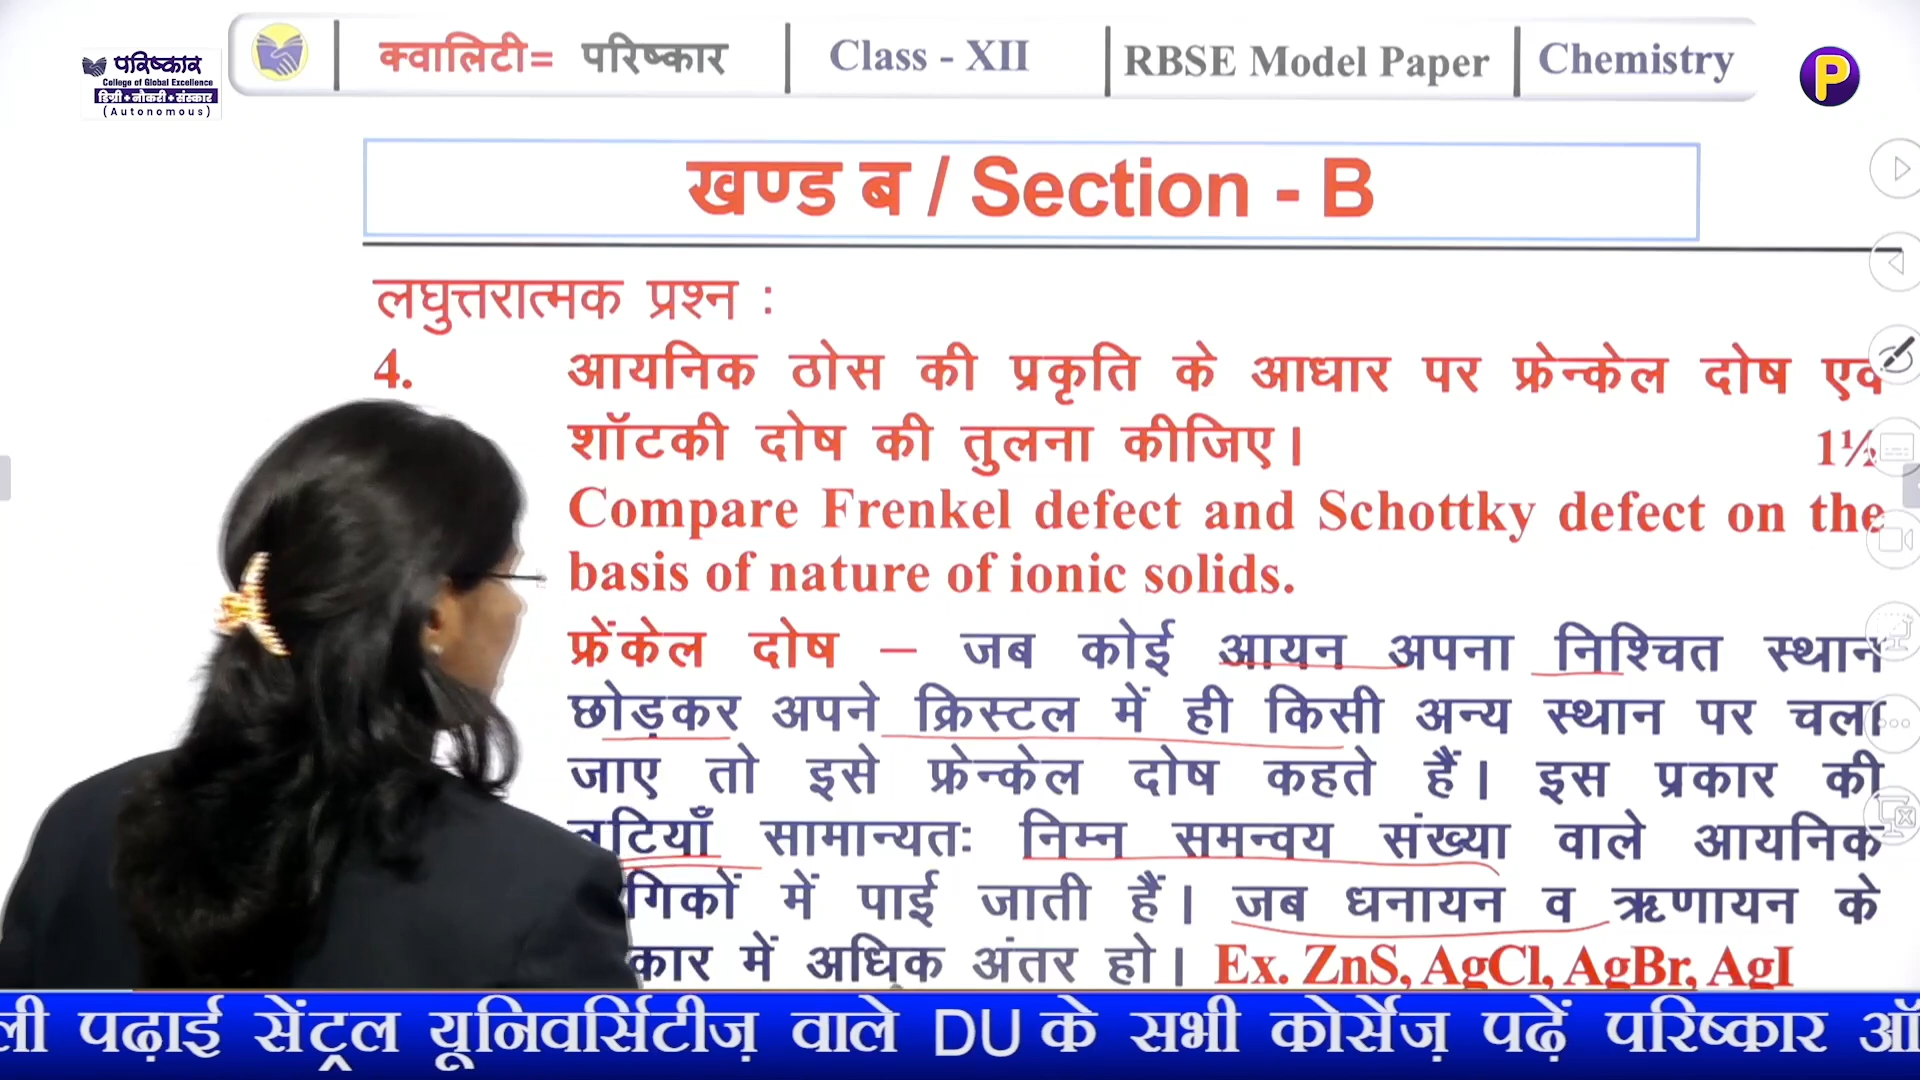 परिष्कार
College of Global Excellence
डिग्री + नौकरी + संस्कार
(Autonomous)
क्वालिटी= परिष्कार
Class - XII
RBSE Model Paper
Chemistry
P
खण्ड ब / Section - B
लघुत्तरात्मक प्रश्न :
4. आयनिक ठोस की प्रकृति के आधार पर फ्रेन्केल दोष एवं
शॉटकी दोष की तुलना कीजिए। 1½
Compare Frenkel defect and Schottky defect on the
basis of nature of ionic solids.
फ्रेंकेल दोष – जब कोई आयन अपना निश्चित स्थान
छोड़कर अपने क्रिस्टल में ही किसी अन्य स्थान पर चला
जाए तो इसे फ्रेन्केल दोष कहते हैं। इस प्रकार की
त्रुटियाँ सामान्यतः निम्न समन्वय संख्या वाले आयनिक
में पाई जाती हैं। जब धनायन व ऋणायन के
में अधिक अंतर हो। Ex. ZnS, AgCl, AgBr, AgI
ली पढ़ाई सेंट्रल यूनिवर्सिटीज़ वाले DU के सभी कोर्सेज़ पढ़ें परिष्कार ऑ